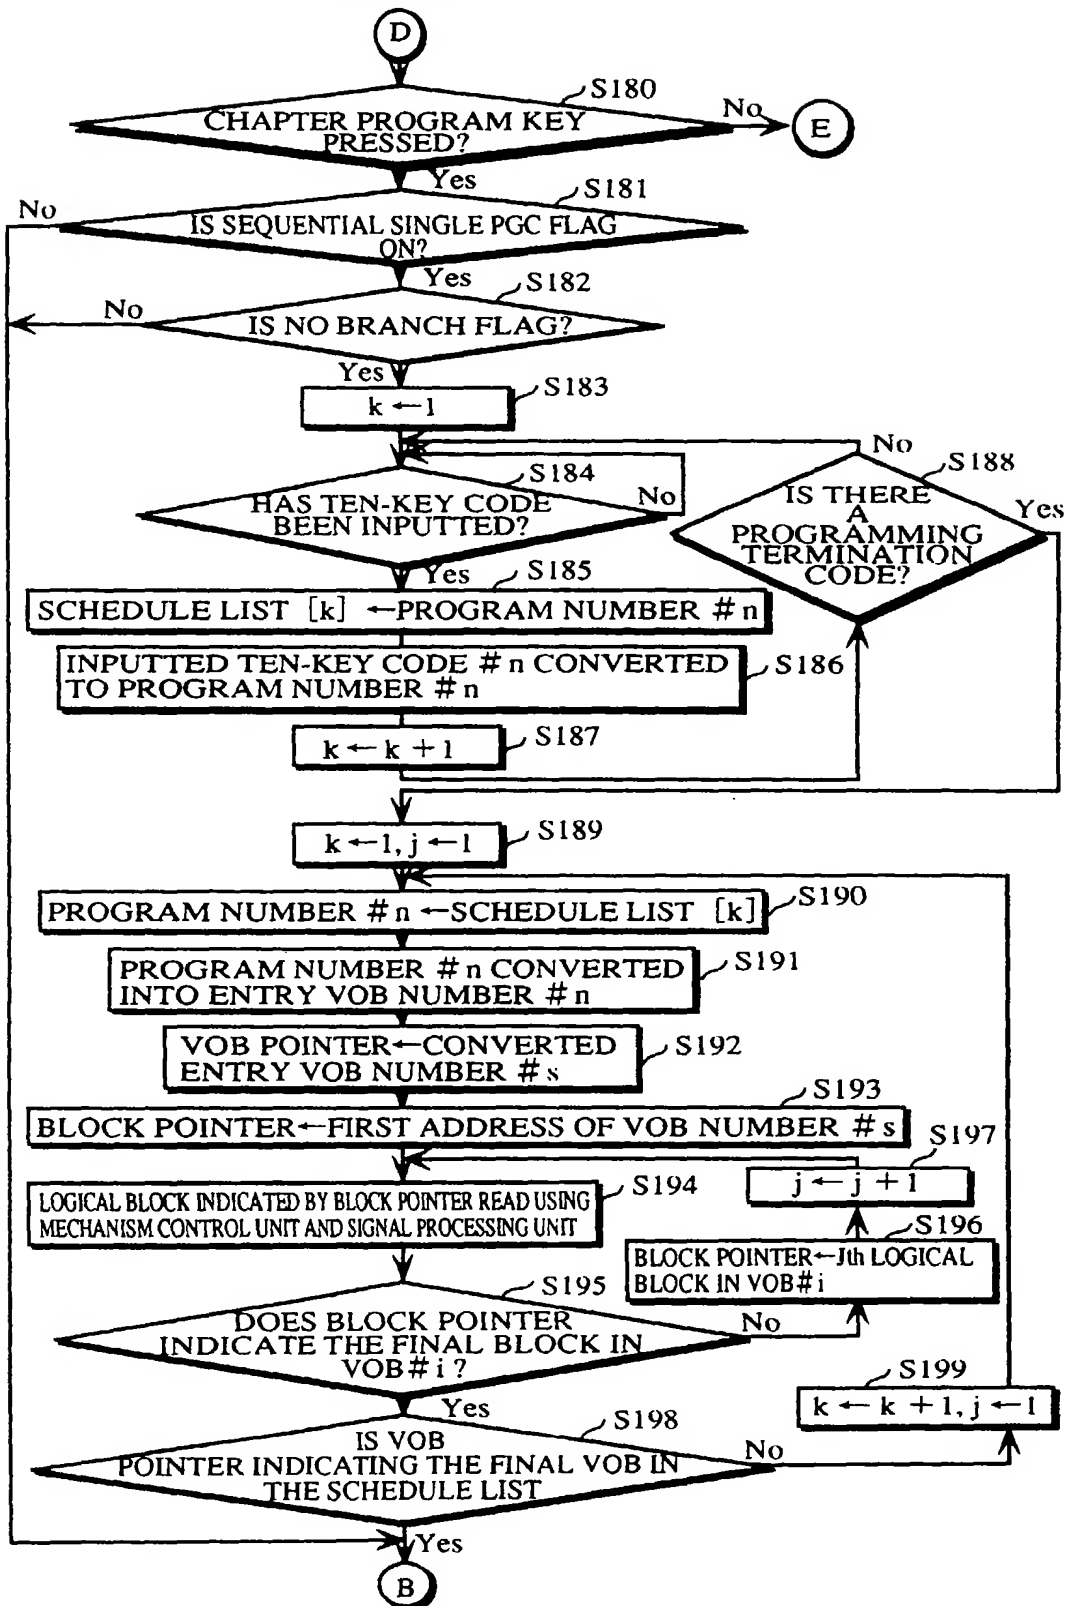 D
S180
CHAPTER PROGRAM KEY
PRESSED?
No
E
Yes
S181
No
IS SEQUENTIAL SINGLE PGC FLAG
ON?
Yes
S182
No
IS NO BRANCH FLAG?
Yes
S183
k ← 1
No
S184
S188
HAS TEN-KEY CODE
BEEN INPUTTED?
No
IS THERE
A
PROGRAMMING
TERMINATION
CODE?
Yes
Yes
S185
SCHEDULE LIST [k] ←PROGRAM NUMBER #n
INPUTTED TEN-KEY CODE #n CONVERTED
TO PROGRAM NUMBER #n
S186
k ← k + 1
S187
k ← 1, j ← 1
S189
PROGRAM NUMBER #n ←SCHEDULE LIST [k]
S190
PROGRAM NUMBER #n CONVERTED
INTO ENTRY VOB NUMBER #n
S191
VOB POINTER←CONVERTED
ENTRY VOB NUMBER #s
S192
S193
BLOCK POINTER←FIRST ADDRESS OF VOB NUMBER #s
S197
j ← j + 1
S194
LOGICAL BLOCK INDICATED BY BLOCK POINTER READ USING
MECHANISM CONTROL UNIT AND SIGNAL PROCESSING UNIT
S196
BLOCK POINTER←Jth LOGICAL
BLOCK IN VOB#i
S195
DOES BLOCK POINTER
INDICATE THE FINAL BLOCK IN
VOB#i?
No
S199
k ← k + 1, j ← 1
Yes
S198
IS VOB
POINTER INDICATING THE FINAL VOB IN
THE SCHEDULE LIST
No
Yes
B